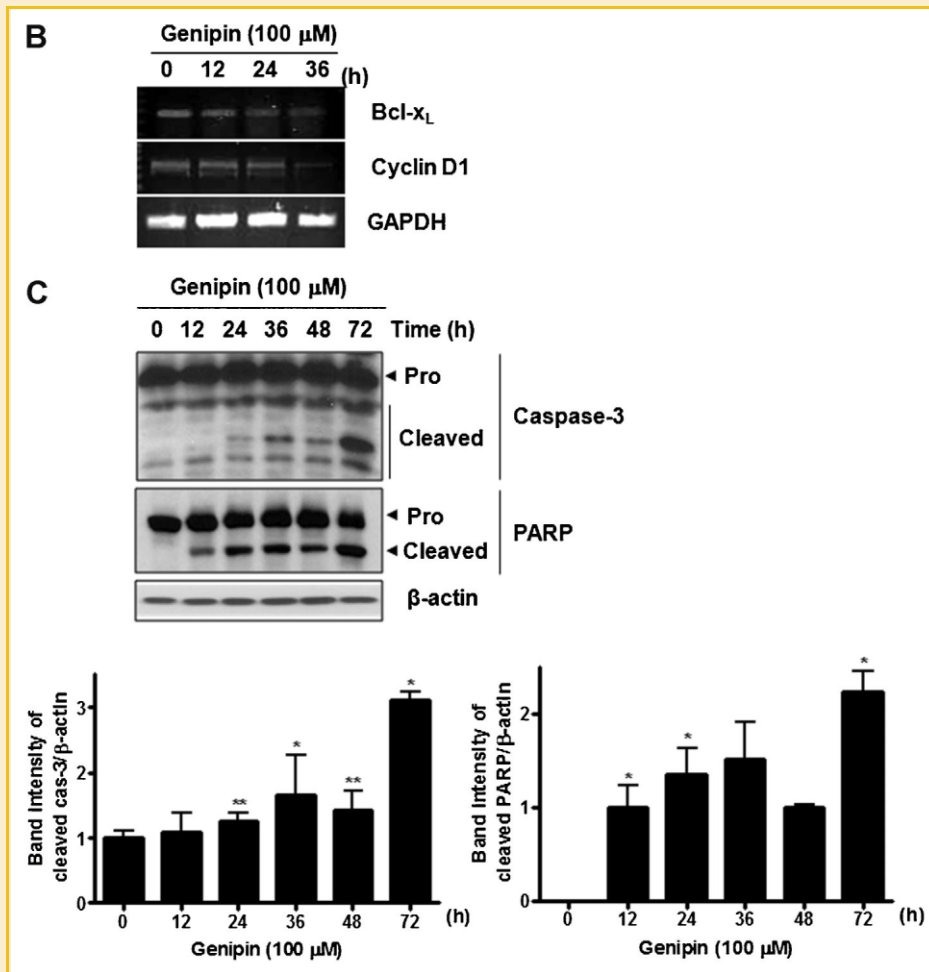 B
Genipin (100 μM)
0 12 24 36 (h)
Bcl-xL
Cyclin D1
GAPDH
C
Genipin (100 μM)
0 12 24 36 48 72 Time (h)
Pro
Cleaved
Caspase-3
Pro
Cleaved
PARP
β-actin
Band Intensity of
cleaved cas-3/β-actin
3
2
1
0
*
**
*
**
*
0 12 24 36 48 72 (h)
Genipin (100 μM)
Band Intensity of
cleaved PARP/β-actin
2
1
0
*
*
*
0 12 24 36 48 72 (h)
Genipin (100 μM)